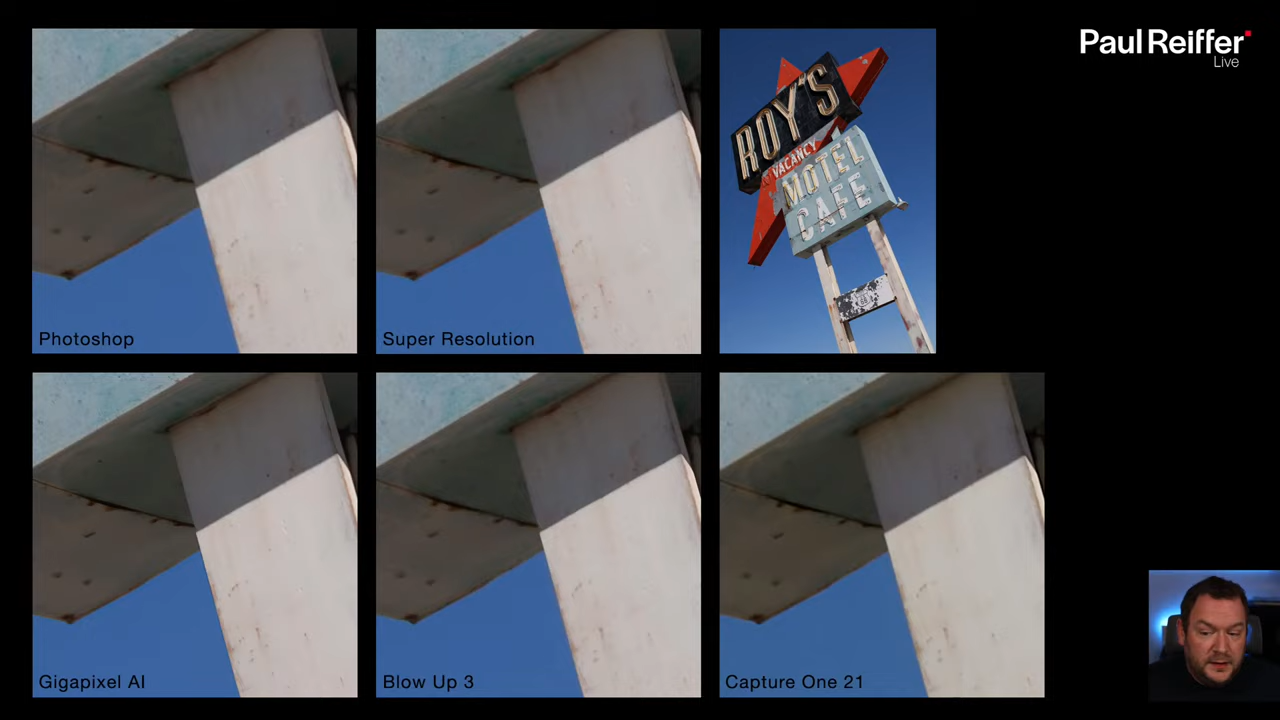 Paul Reiffer
Live
ROY'S
VACANCY
MOTEL
CAFE
Photoshop
Super Resolution
Gigapixel AI
Blow Up 3
Capture One 21